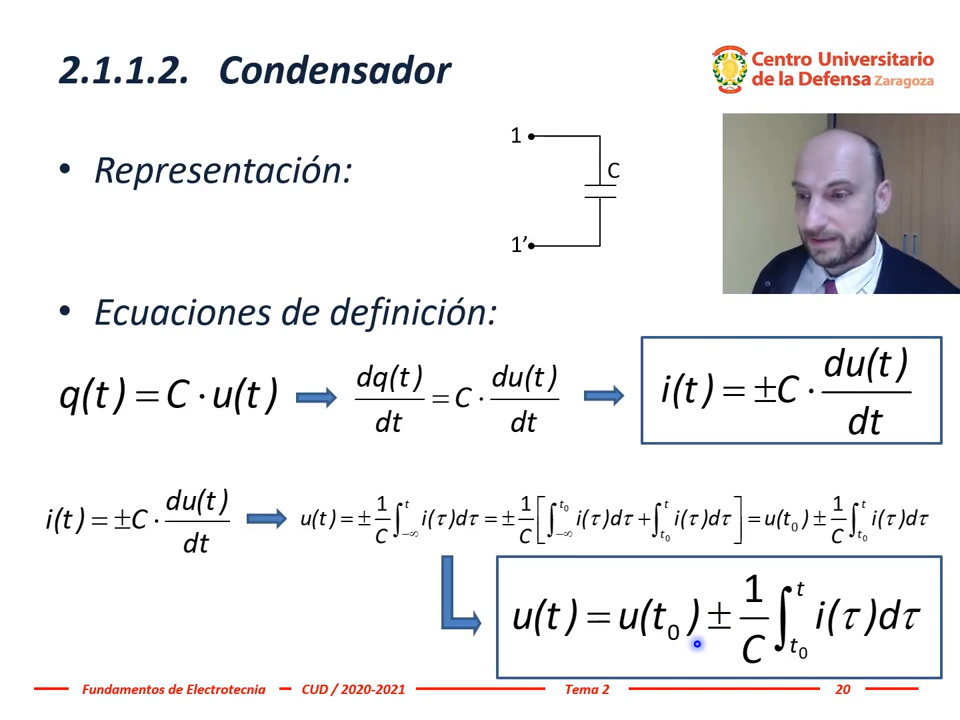 2.1.1.2. Condensador
Centro Universitario
de la Defensa Zaragoza
• Representación:
1
C
1’
• Ecuaciones de definición:
q(t) = C · u(t)
dq(t)/dt = C · du(t)/dt
i(t) = ±C · du(t)/dt
i(t) = ±C · du(t)/dt
u(t) = ± 1/C ∫_{−∞}^{t} i(τ)dτ = ± 1/C [ ∫_{−∞}^{t₀} i(τ)dτ + ∫_{t₀}^{t} i(τ)dτ ] = u(t₀) ± 1/C ∫_{t₀}^{t} i(τ)dτ
u(t) = u(t₀) ± 1/C ∫_{t₀}^{t} i(τ)dτ
Fundamentos de Electrotecnia
CUD / 2020-2021
Tema 2
20